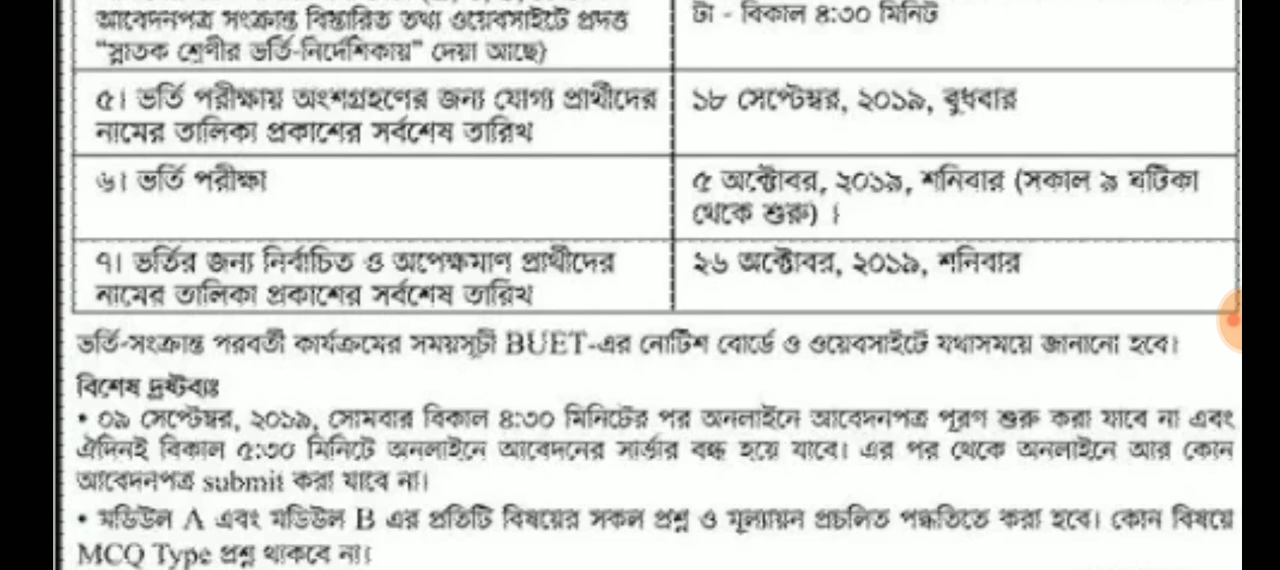 আবেদনপত্র সংক্রান্ত বিস্তারিত তথ্য ওয়েবসাইটে প্রদত্ত
“স্নাতক শ্রেণীর ভর্তি-নির্দেশিকায়” দেয়া আছে)
টা - বিকাল ৪:৩০ মিনিট
৫। ভর্তি পরীক্ষায় অংশগ্রহণের জন্য যোগ্য প্রার্থীদের
নামের তালিকা প্রকাশের সর্বশেষ তারিখ
১৮ সেপ্টেম্বর, ২০১৯, বুধবার
৬। ভর্তি পরীক্ষা
৫ অক্টোবর, ২০১৯, শনিবার (সকাল ৯ ঘটিকা
থেকে শুরু) ।
৭। ভর্তির জন্য নির্বাচিত ও অপেক্ষমাণ প্রার্থীদের
নামের তালিকা প্রকাশের সর্বশেষ তারিখ
২৬ অক্টোবর, ২০১৯, শনিবার
ভর্তি-সংক্রান্ত পরবর্তী কার্যক্রমের সময়সূচী BUET-এর নোটিশ বোর্ডে ও ওয়েবসাইটে যথাসময়ে জানানো হবে।
বিশেষ দ্রষ্টব্যঃ
• ০৯ সেপ্টেম্বর, ২০১৯, সোমবার বিকাল ৪:৩০ মিনিটের পর অনলাইনে আবেদনপত্র পূরণ শুরু করা যাবে না এবং
ঐদিনই বিকাল ৫:৩০ মিনিটে অনলাইনে আবেদনের সার্ভার বন্ধ হয়ে যাবে। এর পর থেকে অনলাইনে আর কোন
আবেদনপত্র submit করা যাবে না।
• মডিউল A এবং মডিউল B এর প্রতিটি বিষয়ের সকল প্রশ্ন ও মূল্যায়ন প্রচলিত পদ্ধতিতে করা হবে। কোন বিষয়ে
MCQ Type প্রশ্ন থাকবে না।